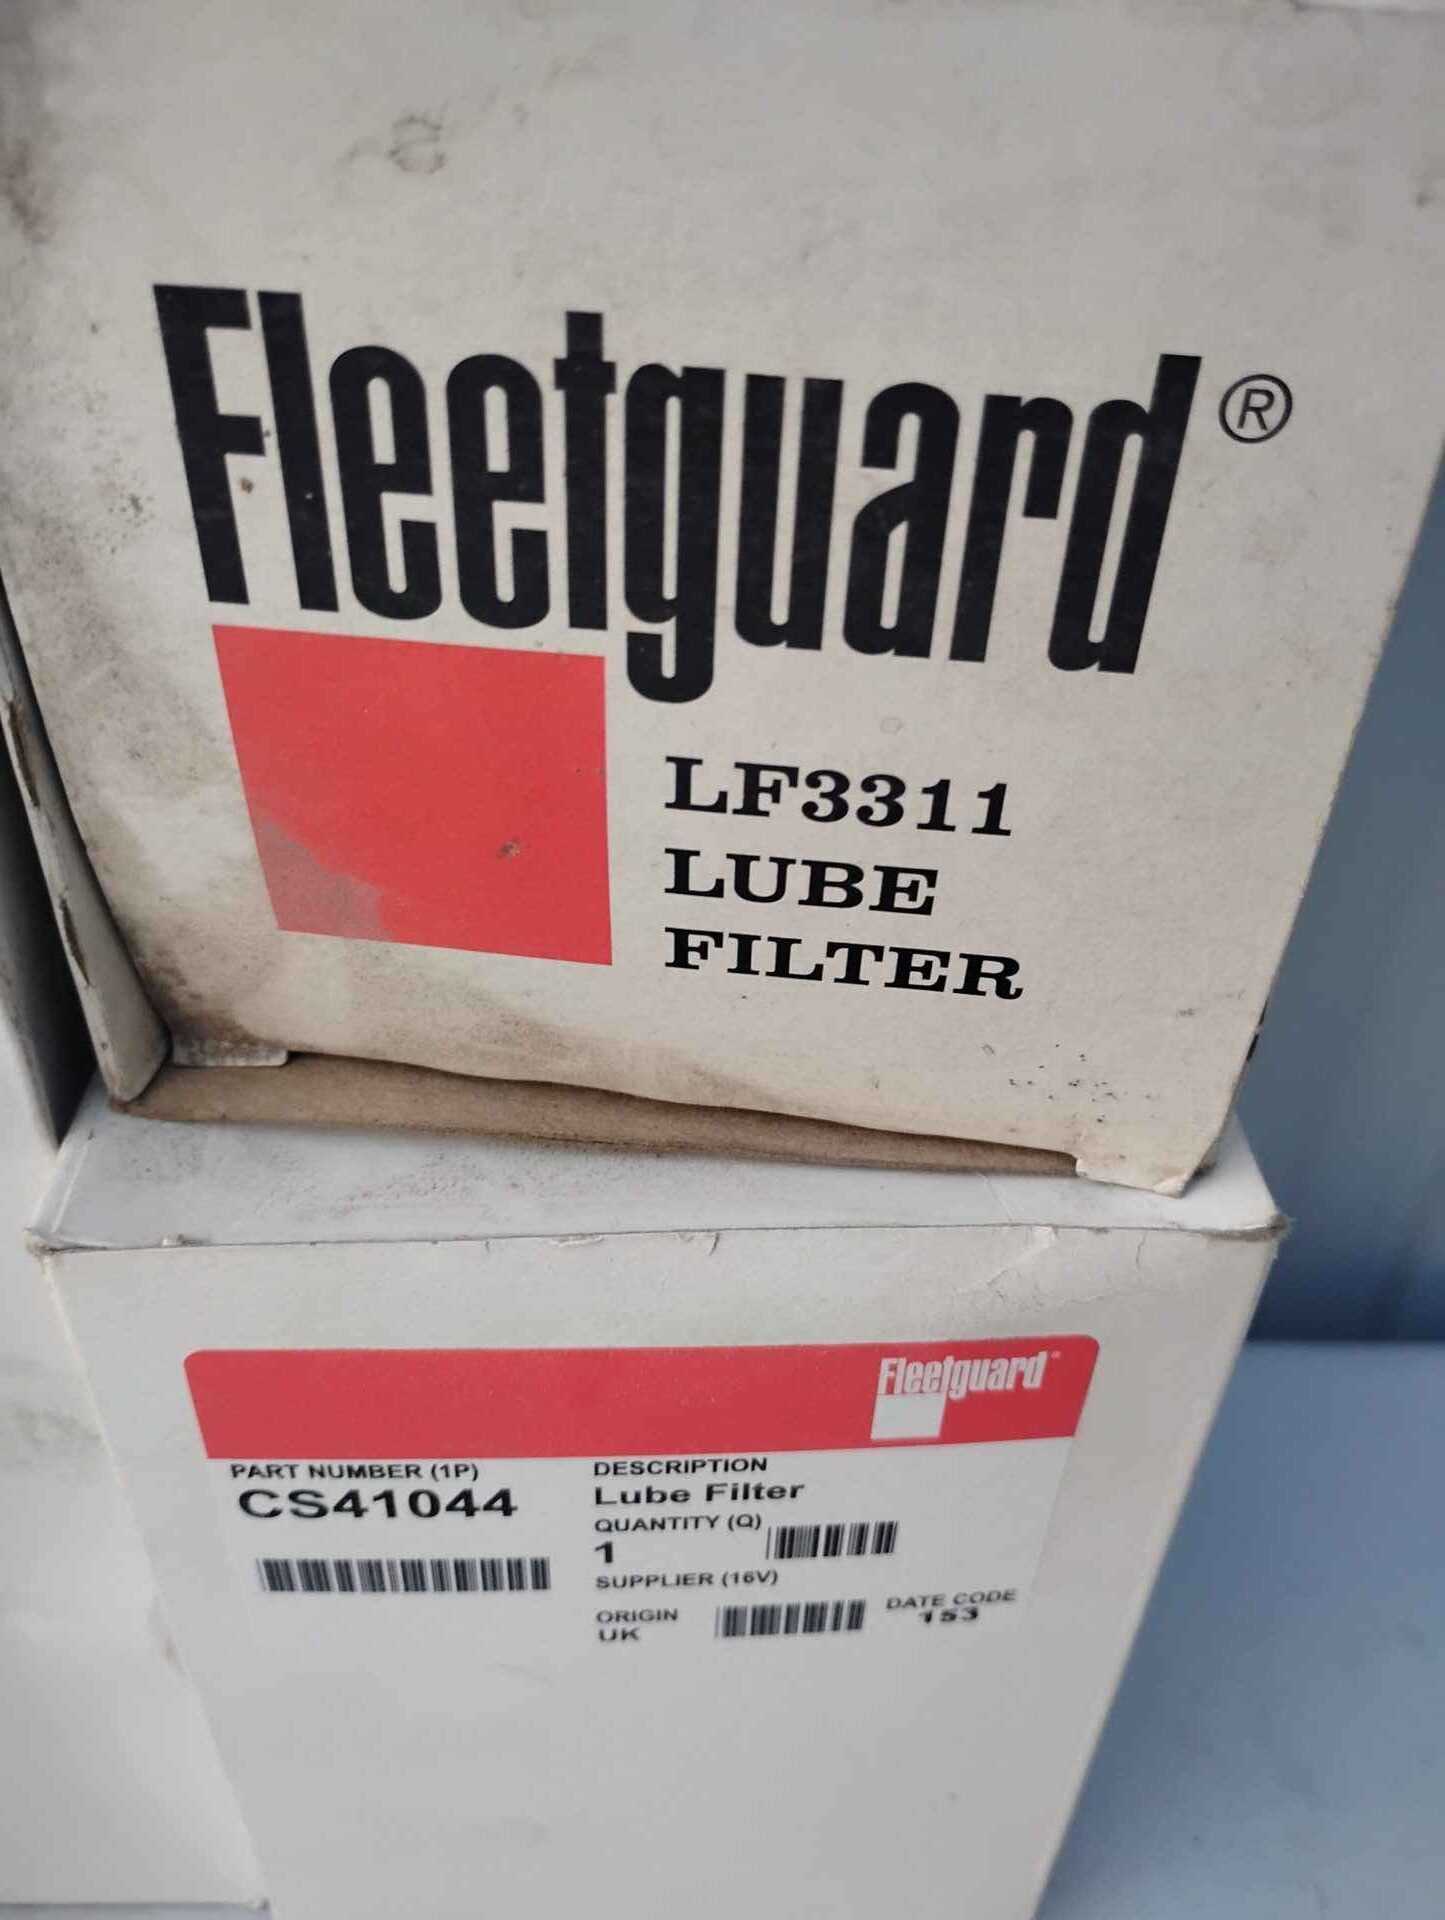 Fleetguard®
LF3311
LUBE
FILTER
Fleetguard
PART NUMBER (1P)
CS41044
DESCRIPTION
Lube Filter
QUANTITY (Q)
1
SUPPLIER (16V)
ORIGIN
UK
DATE CODE
153